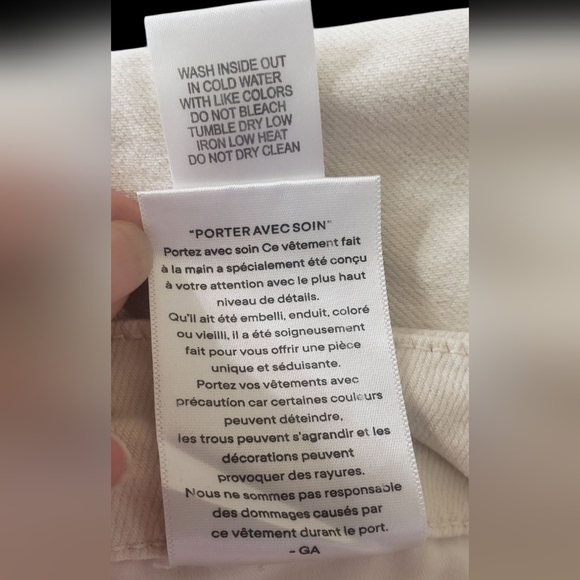 WASH INSIDE OUT
IN COLD WATER
WITH LIKE COLORS
DO NOT BLEACH
TUMBLE DRY LOW
IRON LOW HEAT
DO NOT DRY CLEAN
"PORTER AVEC SOIN"
Portez avec soin Ce vêtement fait
à la main a spécialement été conçu
à votre attention avec le plus haut
niveau de détails.
Qu'il ait été embelli, enduit, coloré
ou vieilli, il a été soigneusement
fait pour vous offrir une pièce
unique et séduisante.
Portez vos vêtements avec
précaution car certaines couleurs
peuvent déteindre,
les trous peuvent s'agrandir et les
décorations peuvent
provoquer des rayures.
Nous ne sommes pas responsable
des dommages causés par
ce vêtement durant le port.
- GA